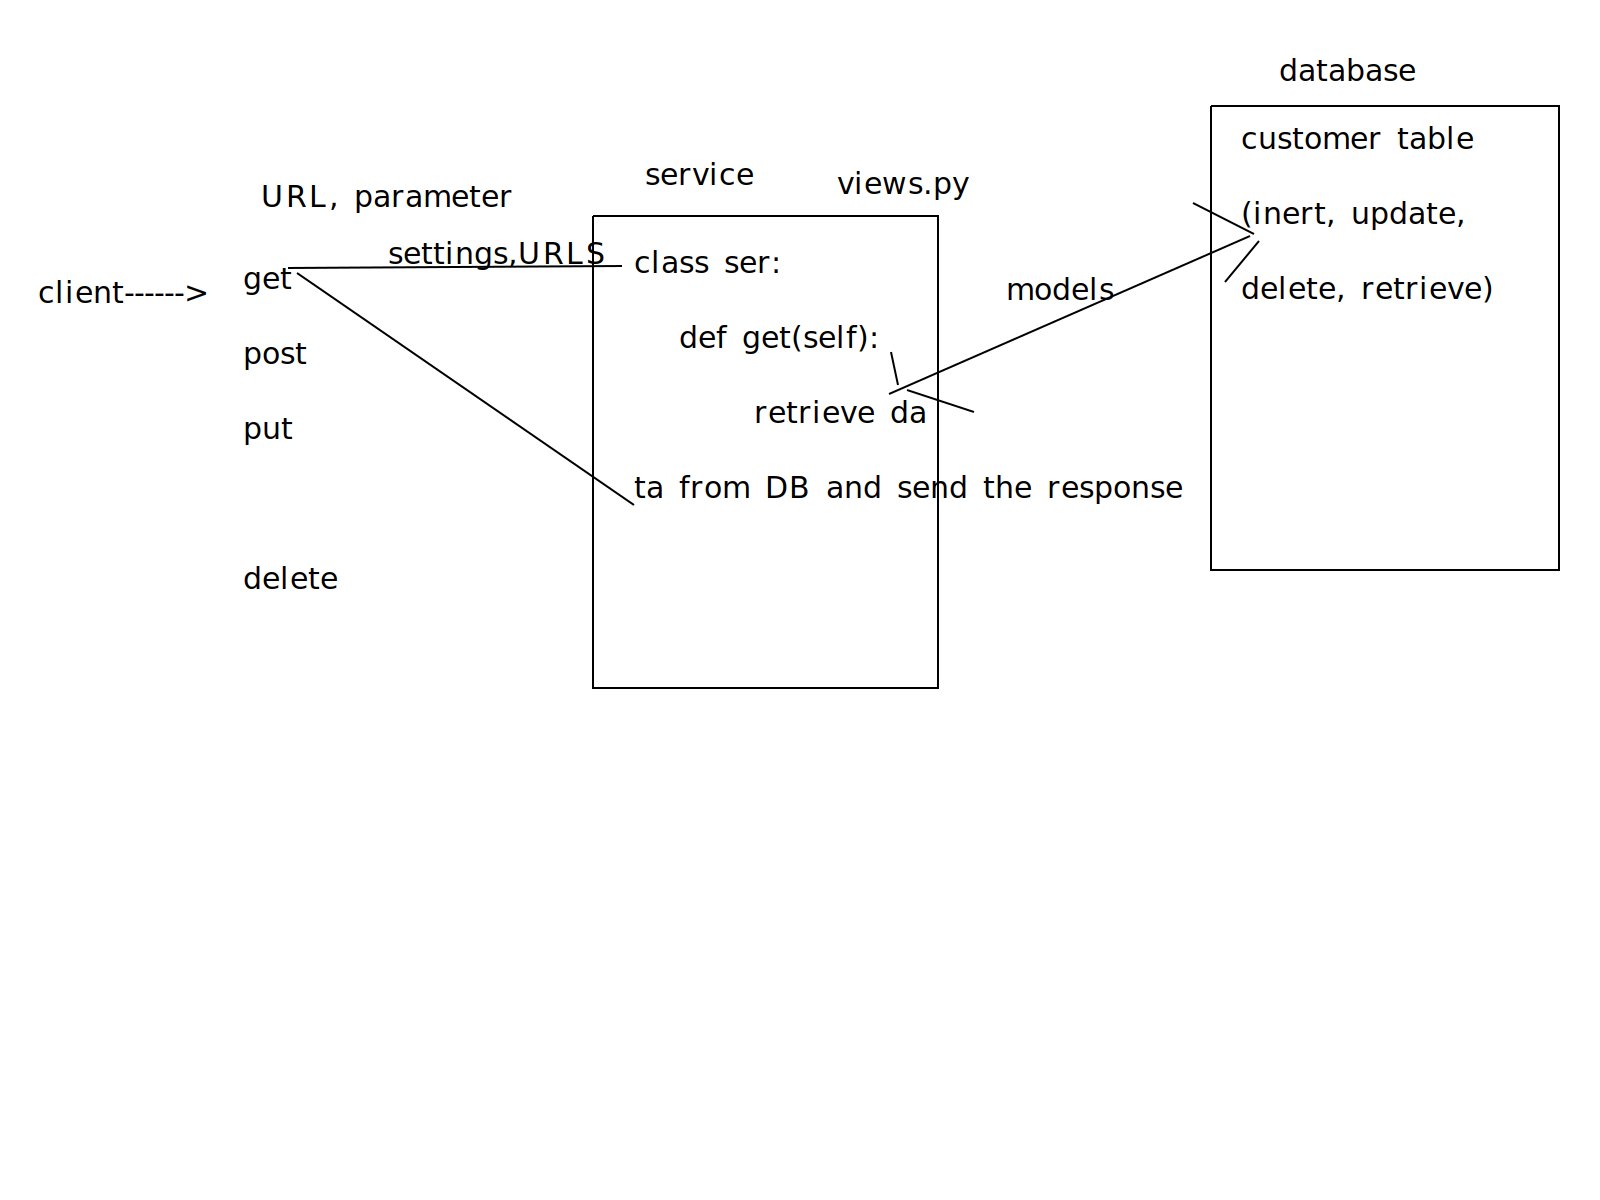 database
customer table
(inert, update,
delete, retrieve)
service
views.py
URL, parameter
settings,URLS
class ser:
get
client------>
models
def get(self):
post
retrieve da
put
ta from DB and send the response
delete